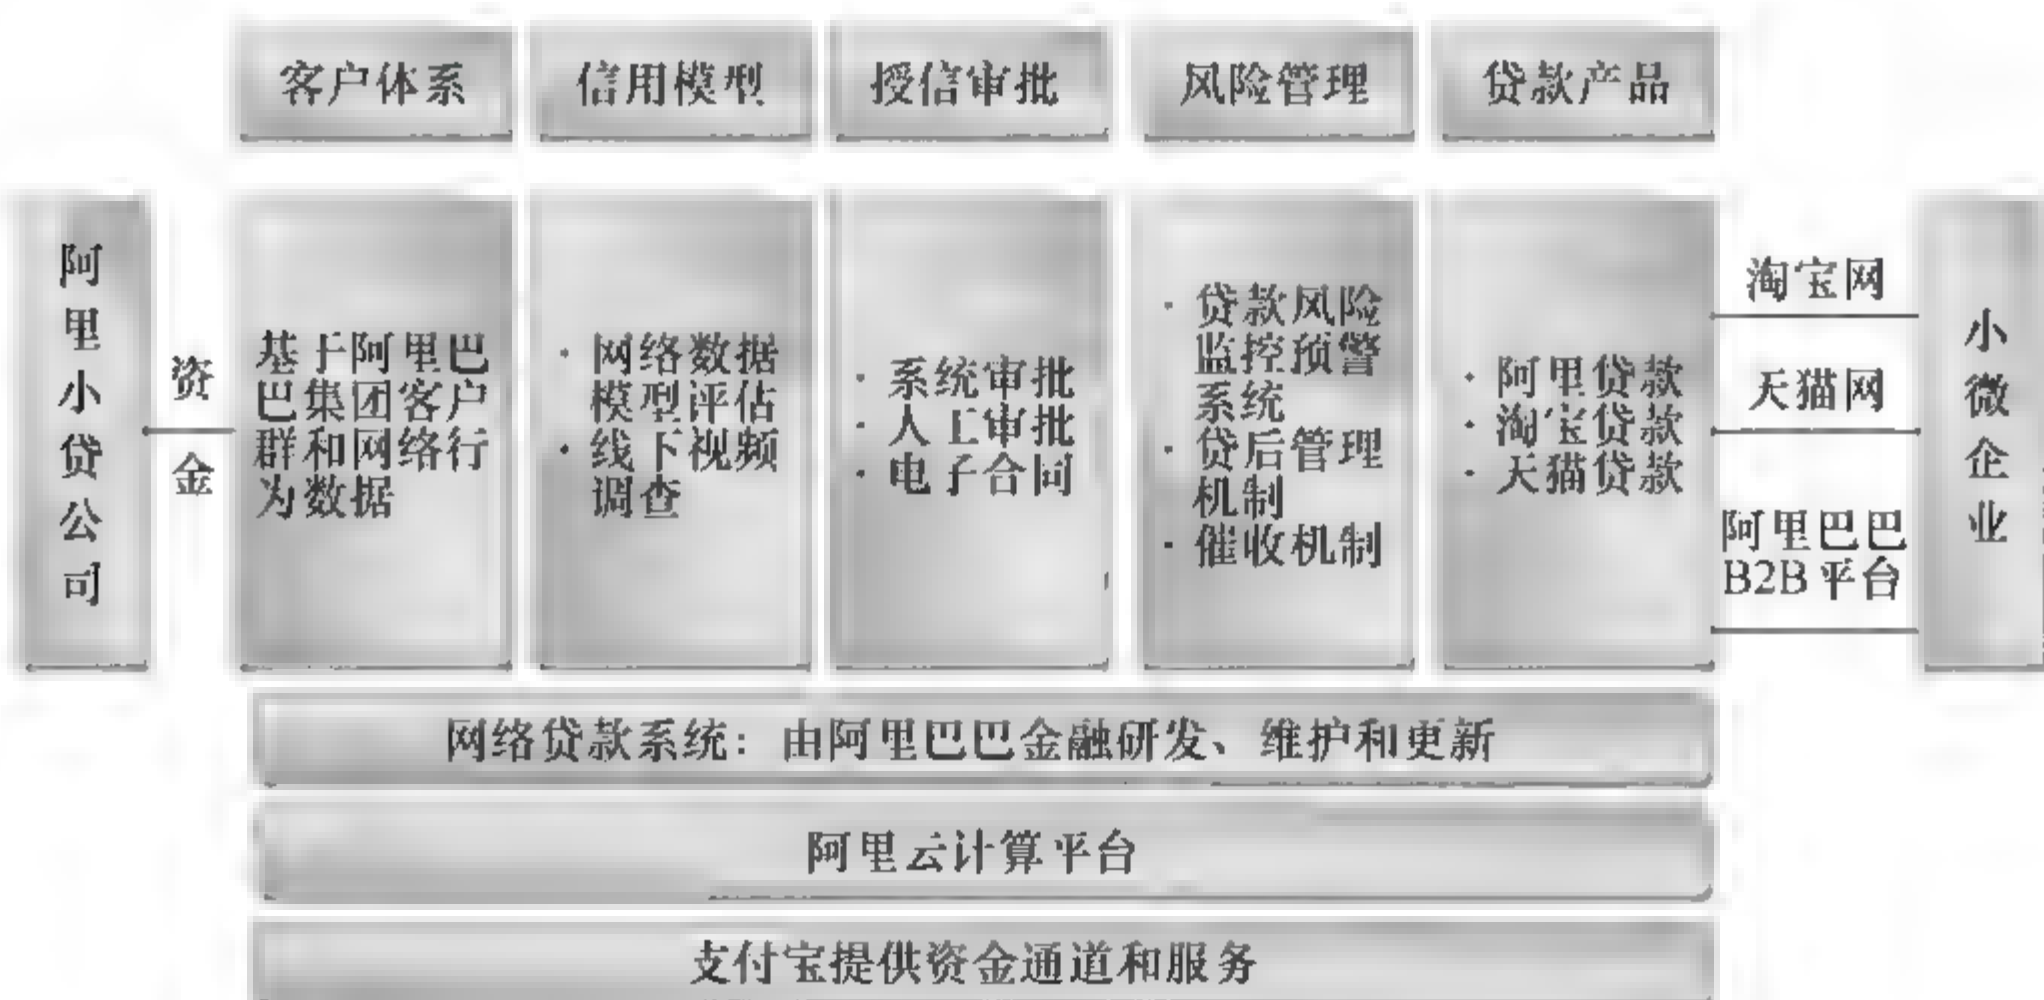 客户体系
信用模型
授信审批
风险管理
贷款产品
阿
里
小
贷
公
司
资
金
基于阿里巴
巴集团客户
群和网络行
为数据
· 网络数据
模型评估
· 线下视频
调查
· 系统审批
· 人工审批
· 电子合同
· 贷款风险
监控预警
系统
· 贷后管理
机制
· 催收机制
· 阿里贷款
· 淘宝贷款
· 天猫贷款
淘宝网
天猫网
阿里巴巴
B2B平台
小
微
企
业
网络贷款系统：由阿里巴巴金融研发、维护和更新
阿里云计算平台
支付宝提供资金通道和服务